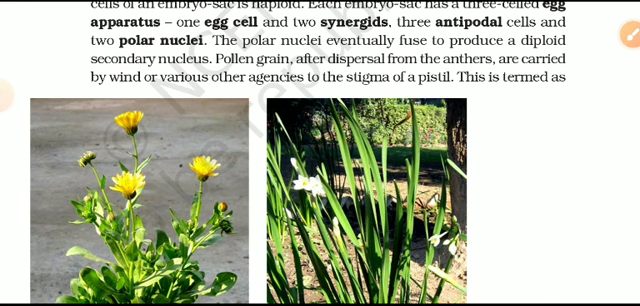 cells of an embryo-sac is haploid. Each embryo-sac has a three-celled egg
apparatus – one egg cell and two synergids, three antipodal cells and
two polar nuclei. The polar nuclei eventually fuse to produce a diploid
secondary nucleus. Pollen grain, after dispersal from the anthers, are carried
by wind or various other agencies to the stigma of a pistil. This is termed as